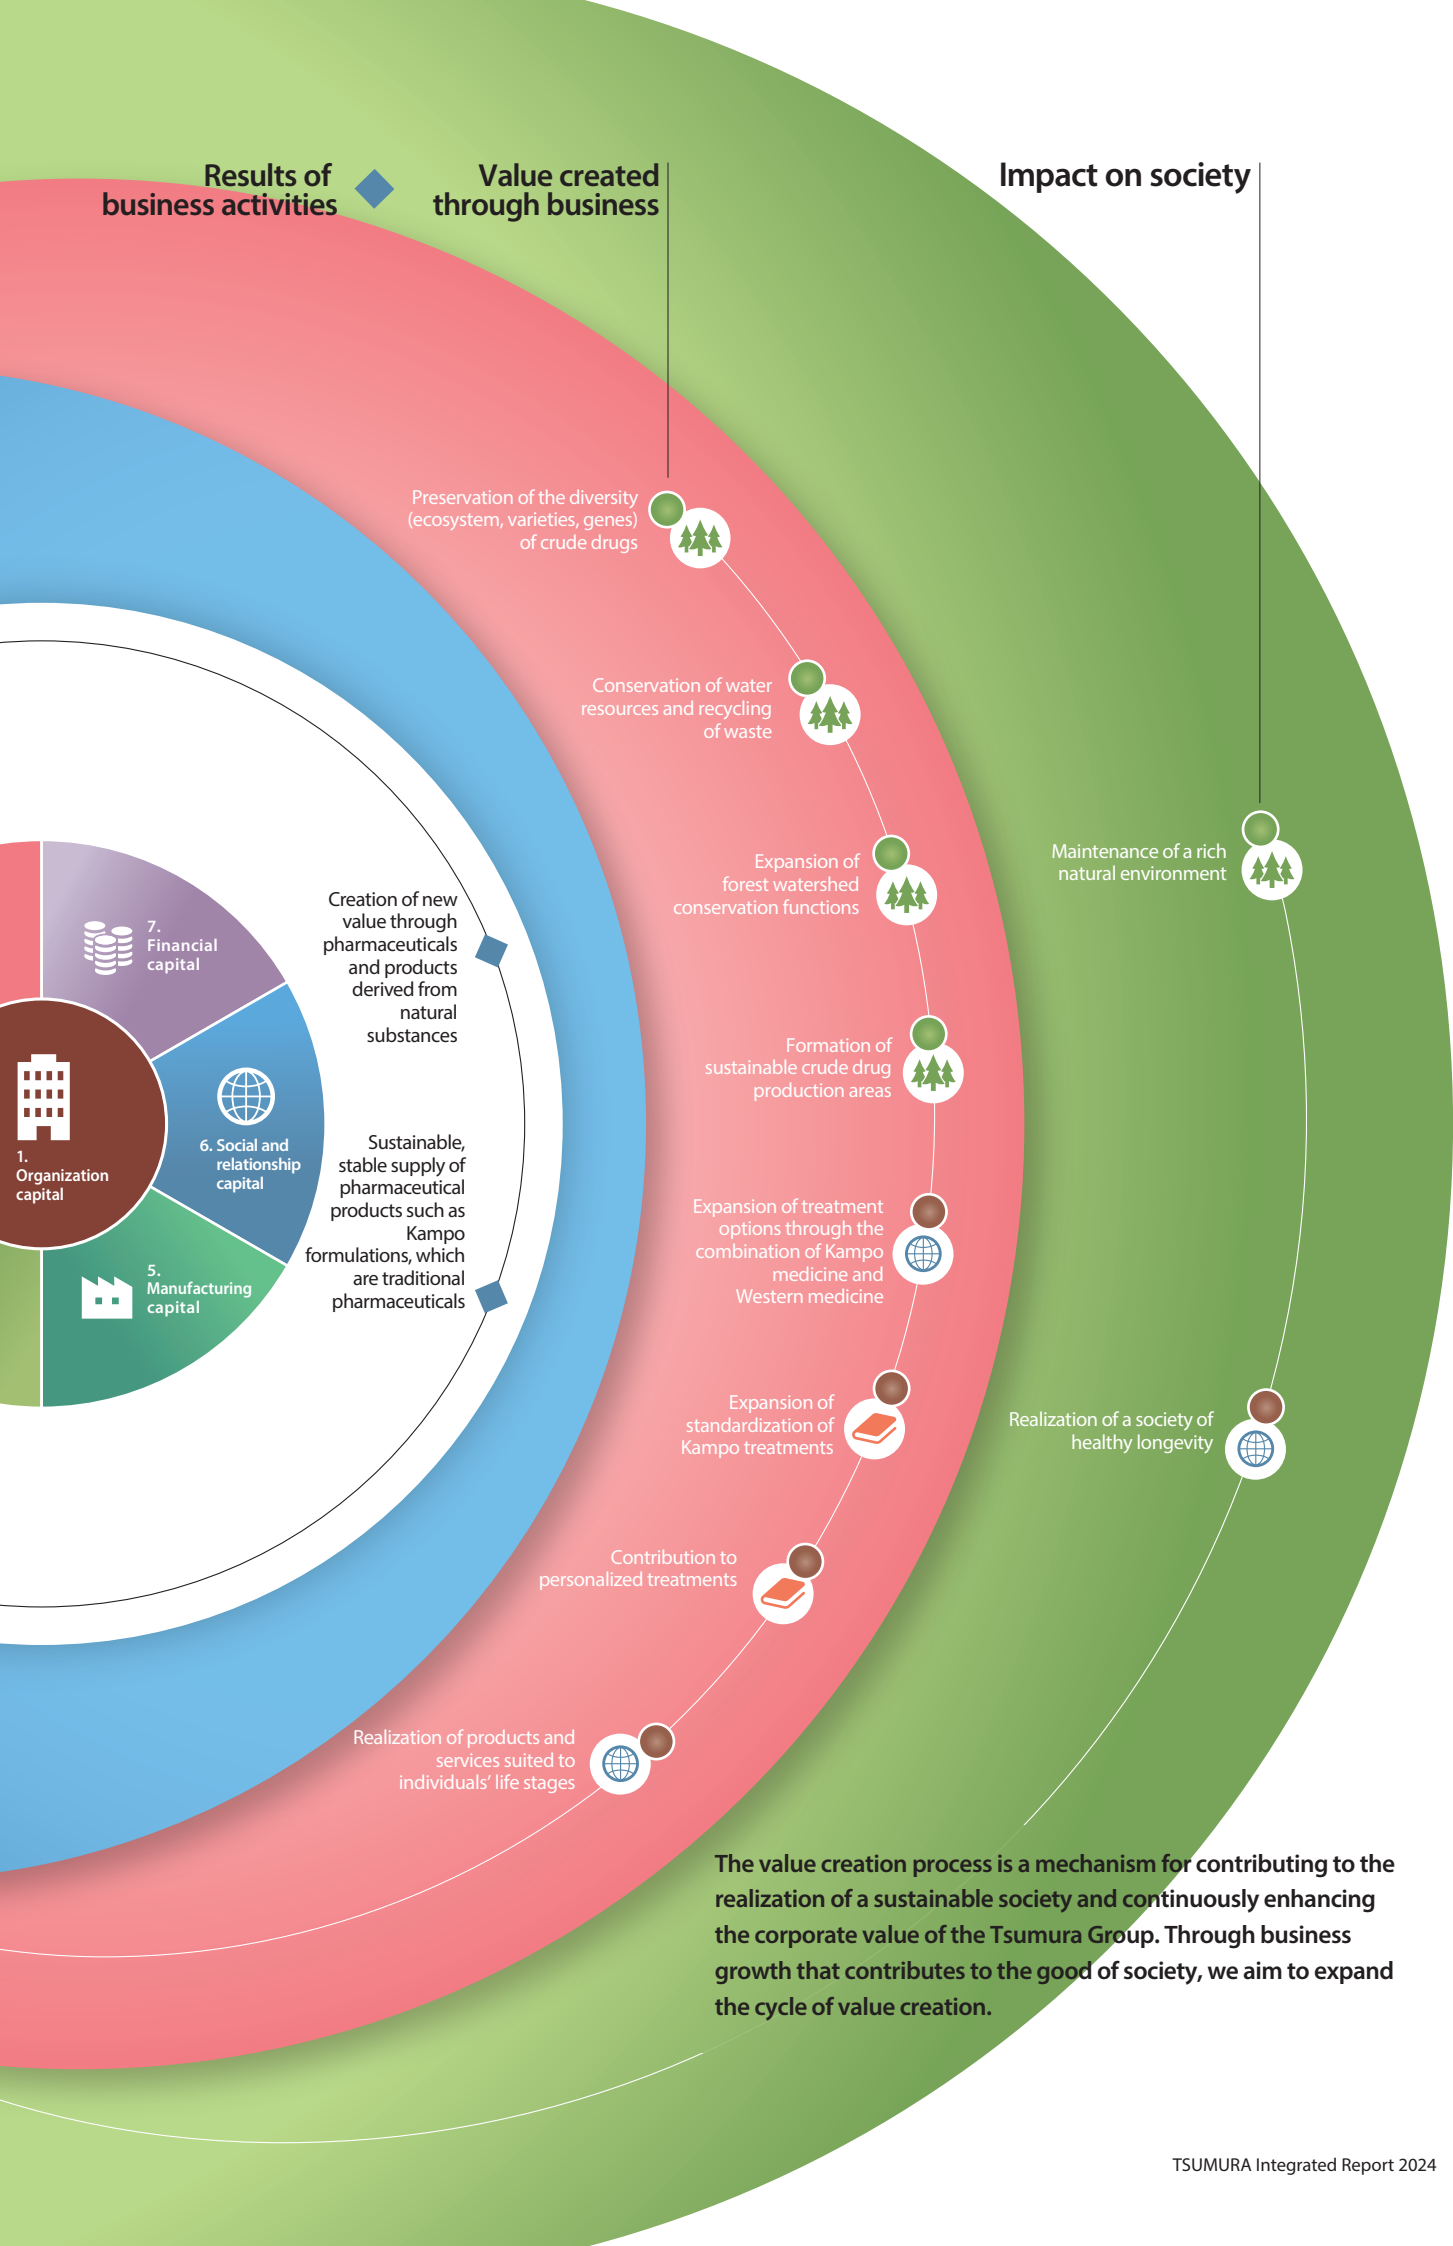 Results of
business activities
Value created
through business
Impact on society
Preservation of the diversity
(ecosystem, varieties, genes)
of crude drugs
Conservation of water
resources and recycling
of waste
Expansion of
forest watershed
conservation functions
Formation of
sustainable crude drug
production areas
Expansion of treatment
options through the
combination of Kampo
medicine and
Western medicine
Expansion of
standardization of
Kampo treatments
Contribution to
personalized treatments
Realization of products and
services suited to
individuals’ life stages
Maintenance of a rich
natural environment
Realization of a society of
healthy longevity
Creation of new
value through
pharmaceuticals
and products
derived from
natural
substances
Sustainable,
stable supply of
pharmaceutical
products such as
Kampo
formulations, which
are traditional
pharmaceuticals
7.
Financial
capital
6. Social and
relationship
capital
1.
Organization
capital
5.
Manufacturing
capital
The value creation process is a mechanism for contributing to the
realization of a sustainable society and continuously enhancing
the corporate value of the Tsumura Group. Through business
growth that contributes to the good of society, we aim to expand
the cycle of value creation.
TSUMURA Integrated Report 2024